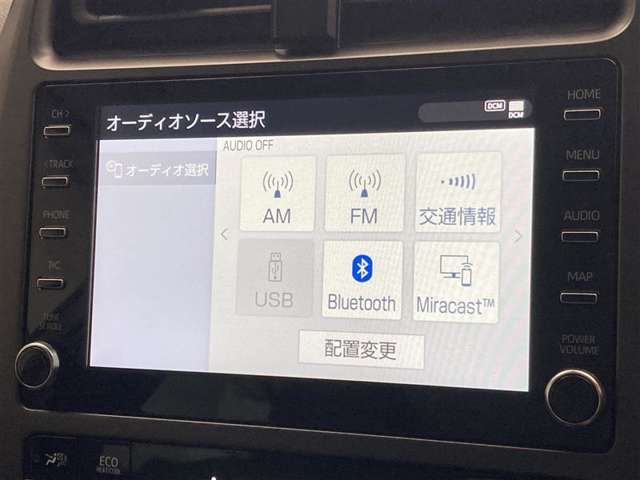 オーディオソース選択
DCM
DCM
オーディオ選択
AUDIO OFF
AM
FM
交通情報
USB
Bluetooth
Miracast™
配置変更
CH >
< TRACK
PHONE
TUNE
SCROLL
HOME
MENU
AUDIO
MAP
POWER
VOLUME
ECO